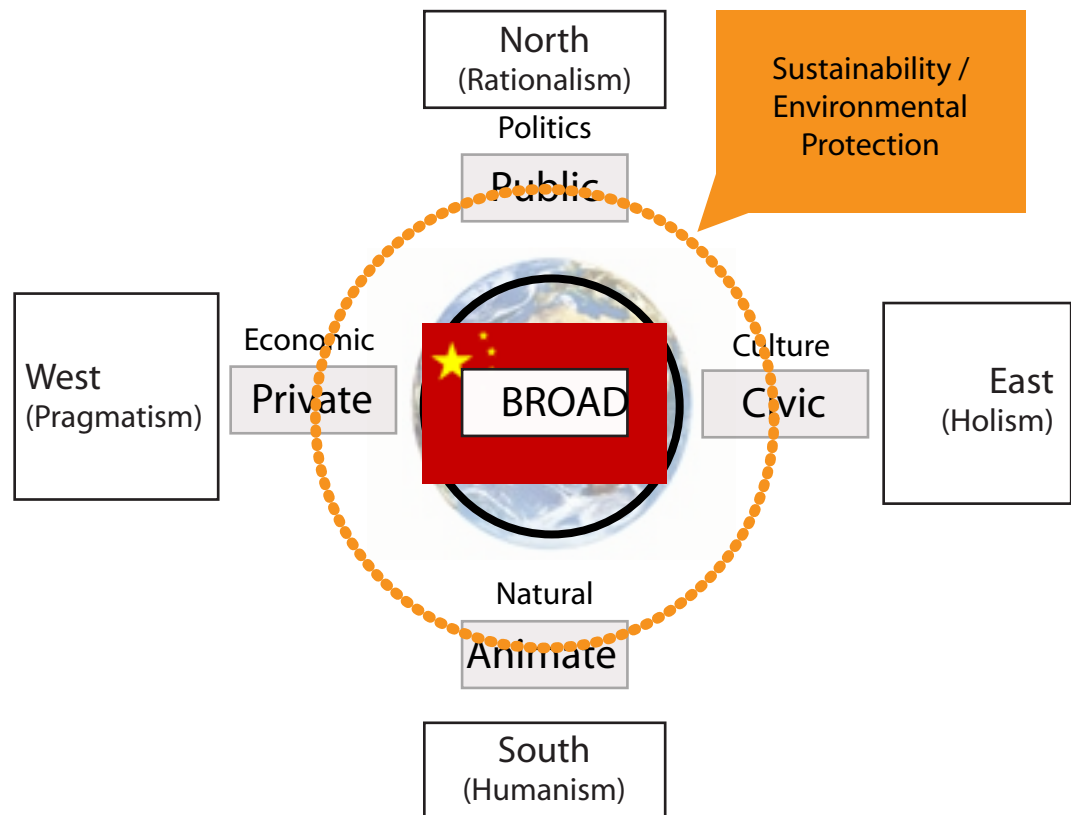 North
(Rationalism)
Sustainability /
Environmental
Protection
Politics
Public
Economic
Private
West
(Pragmatism)
BROAD
Culture
Civic
East
(Holism)
Natural
Animate
South
(Humanism)